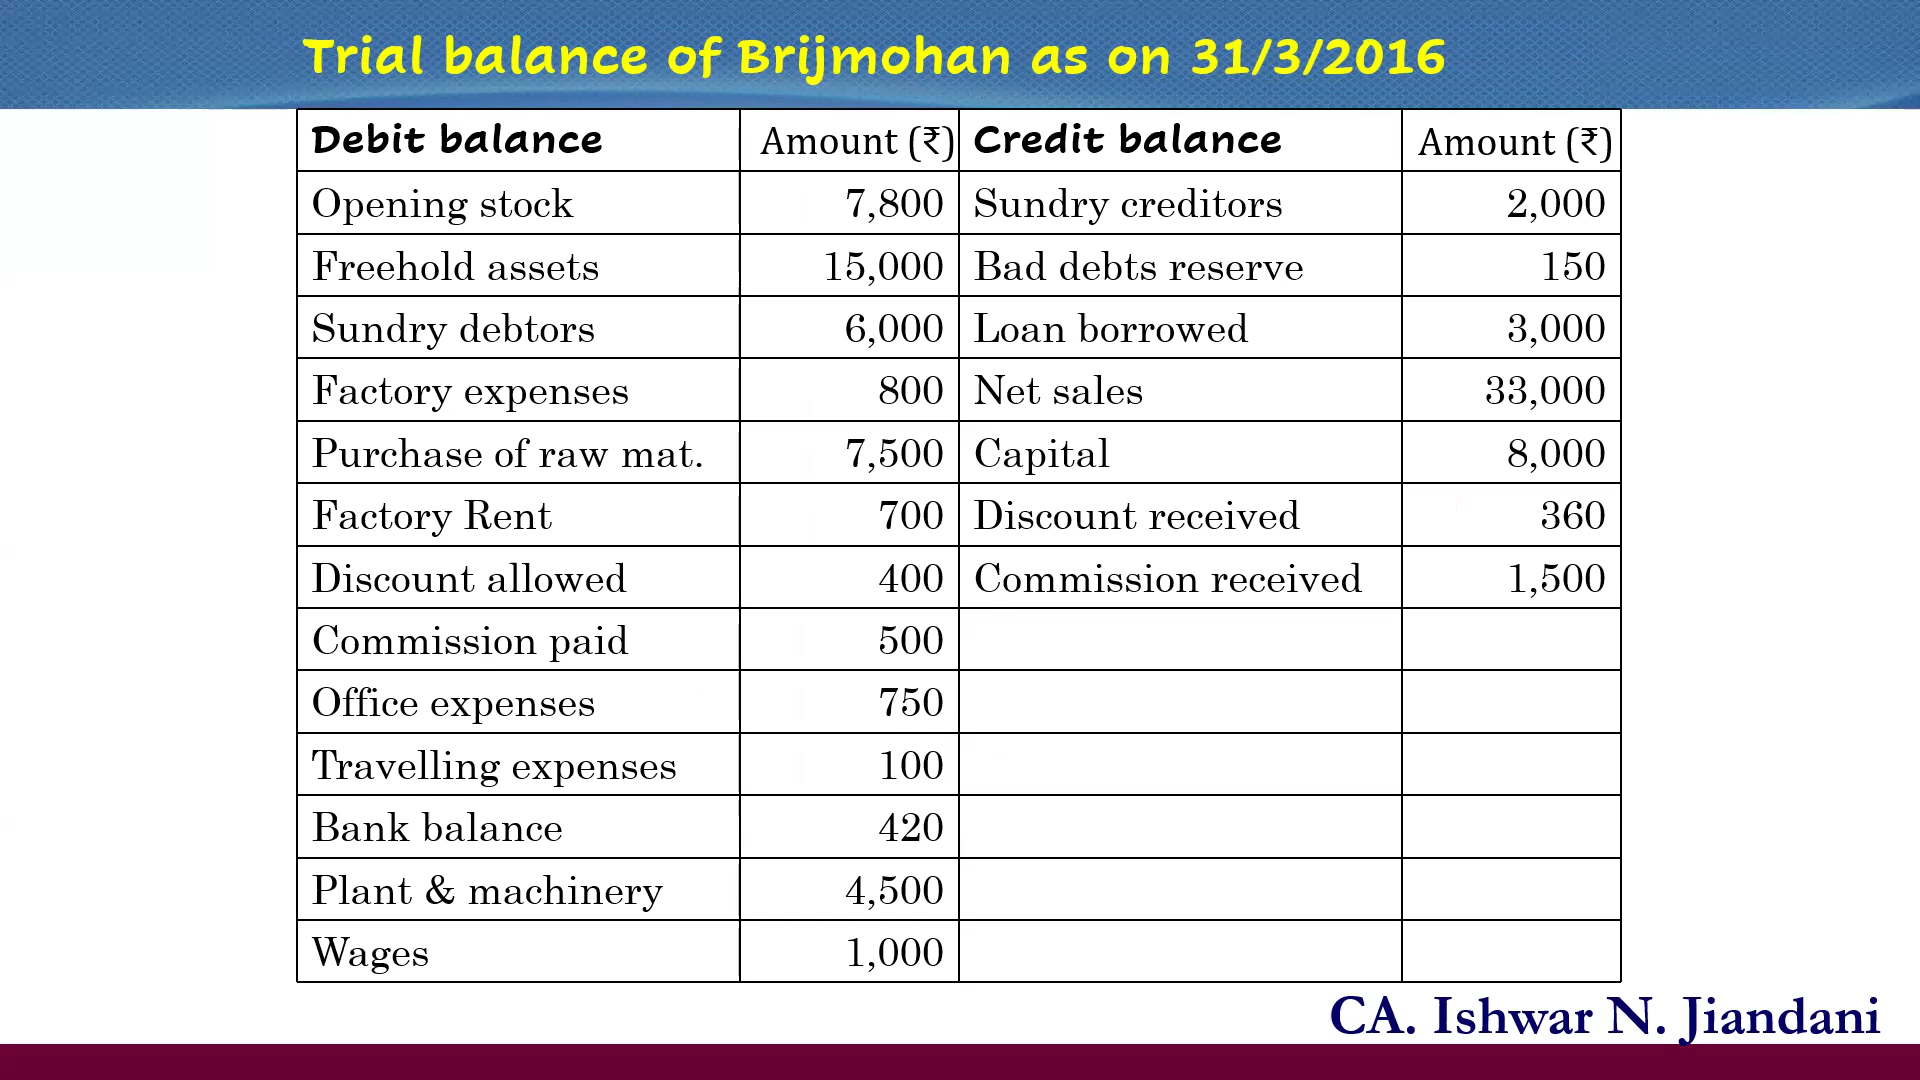 Trial balance of Brijmohan as on 31/3/2016
Debit balance Amount (₹) Credit balance Amount (₹)
Opening stock 7,800 Sundry creditors 2,000
Freehold assets 15,000 Bad debts reserve 150
Sundry debtors 6,000 Loan borrowed 3,000
Factory expenses 800 Net sales 33,000
Purchase of raw mat. 7,500 Capital 8,000
Factory Rent 700 Discount received 360
Discount allowed 400 Commission received 1,500
Commission paid 500
Office expenses 750
Travelling expenses 100
Bank balance 420
Plant & machinery 4,500
Wages 1,000
CA. Ishwar N. Jiandani